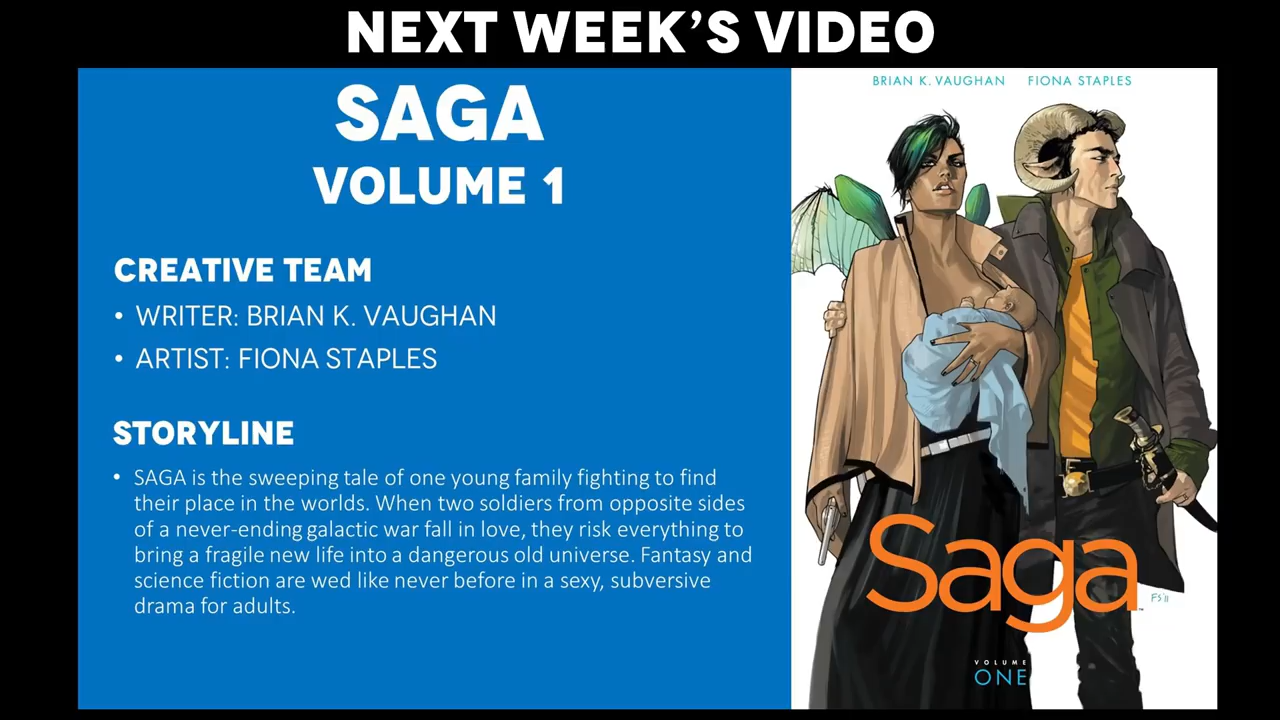 NEXT WEEK'S VIDEO
SAGA
VOLUME 1
CREATIVE TEAM
• WRITER: BRIAN K. VAUGHAN
• ARTIST: FIONA STAPLES
STORYLINE
• SAGA is the sweeping tale of one young family fighting to find
their place in the worlds. When two soldiers from opposite sides
of a never-ending galactic war fall in love, they risk everything to
bring a fragile new life into a dangerous old universe. Fantasy and
science fiction are wed like never before in a sexy, subversive
drama for adults.
BRIAN K. VAUGHAN FIONA STAPLES
Saga
FS'11
VOLUME
ONE